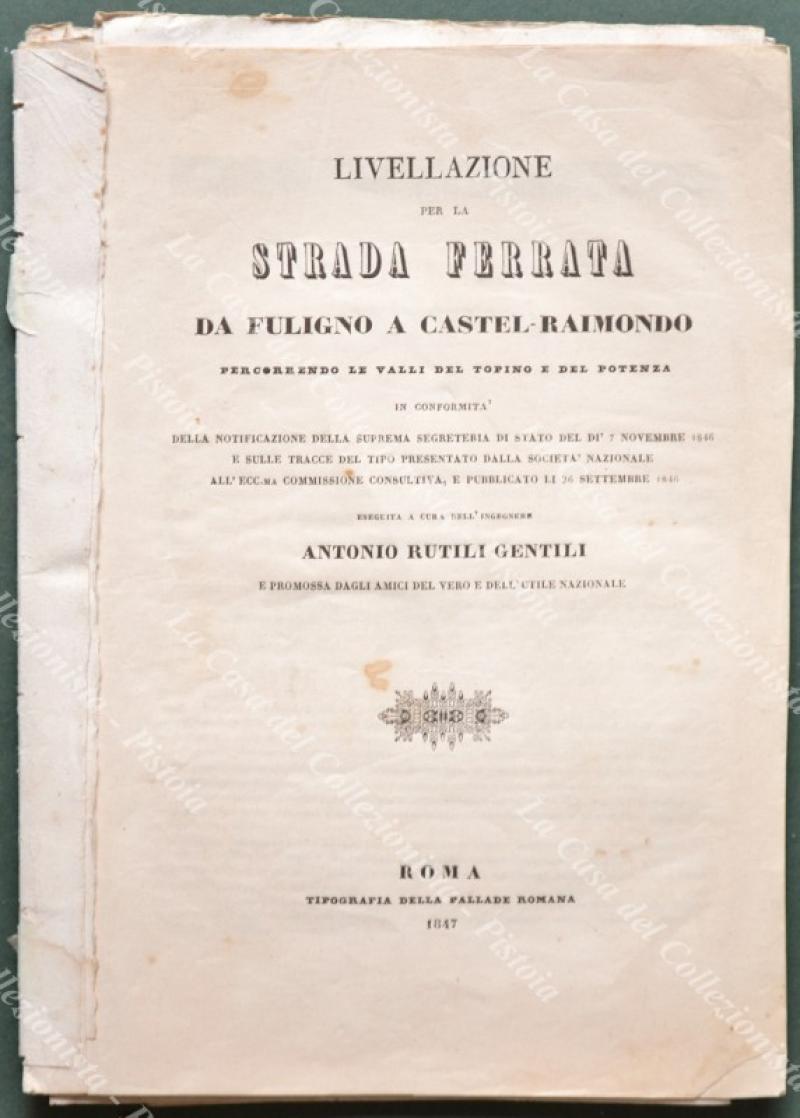 LIVELLAZIONE
PER LA
STRADA FERRATA
DA FULIGNO A CASTEL-RAIMONDO
PERCORRENDO LE VALLI DEL TOPINO E DEL POTENZA
IN CONFORMITA'
DELLA NOTIFICAZIONE DELLA SUPREMA SEGRETERIA DI STATO DEL DI' 7 NOVEMBRE 1846
E SULLE TRACCE DEL TIPO PRESENTATO DALLA SOCIETA' NAZIONALE
ALL'ECC.MA COMMISSIONE CONSULTIVA, E PUBBLICATO LI 26 SETTEMBRE 1846
ESEGUITA A CURA DELL'INGEGNERE
ANTONIO RUTILI GENTILI
E PROMOSSA DAGLI AMICI DEL VERO E DELL'UTILE NAZIONALE
ROMA
TIPOGRAFIA DELLA PALLADE ROMANA
1847
La Casa del Collezionista - Pistoia